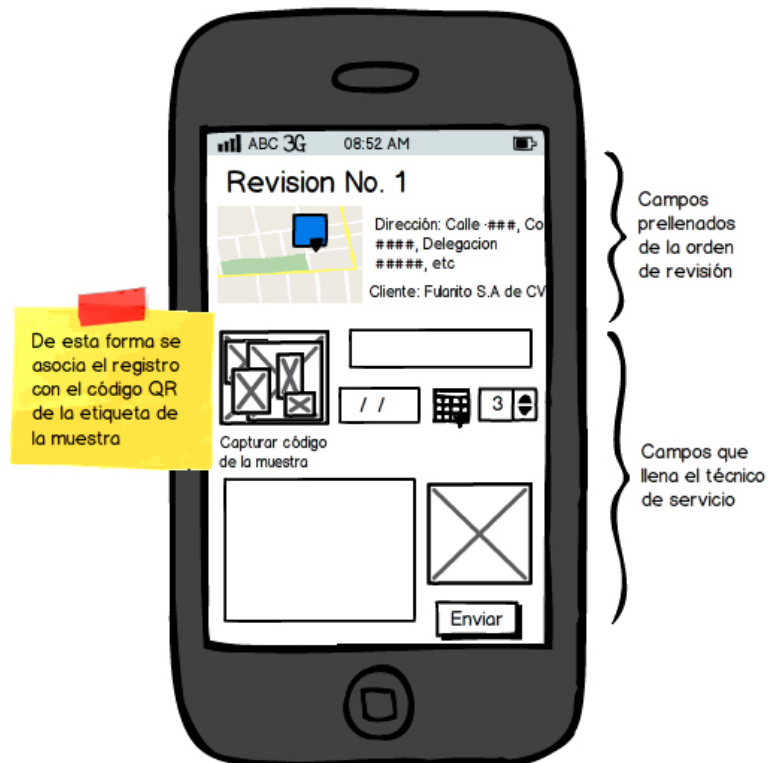 ABC 3G 08:52 AM
Revision No. 1
Dirección: Calle ·###, Co
####, Delegacion
#####, etc
Cliente: Fulanito S.A de CV
Campos
prellenados
de la orden
de revisión
De esta forma se
asocia el registro
con el código QR
de la etiqueta de
la muestra
/ /
3
Capturar código
de la muestra
Campos que
llena el técnico
de servicio
Enviar